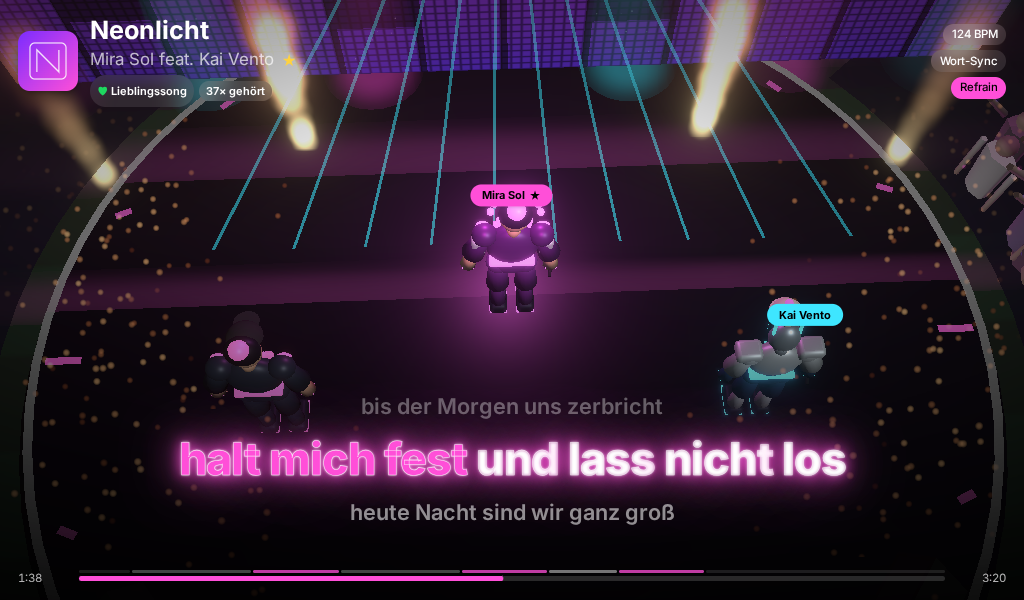 N
Neonlicht
Mira Sol feat. Kai Vento ★
Lieblingssong
37× gehört
124 BPM
Wort-Sync
Refrain
Mira Sol ★
Kai Vento
bis der Morgen uns zerbricht
halt mich fest und lass nicht los
heute Nacht sind wir ganz groß
1:38
3:20